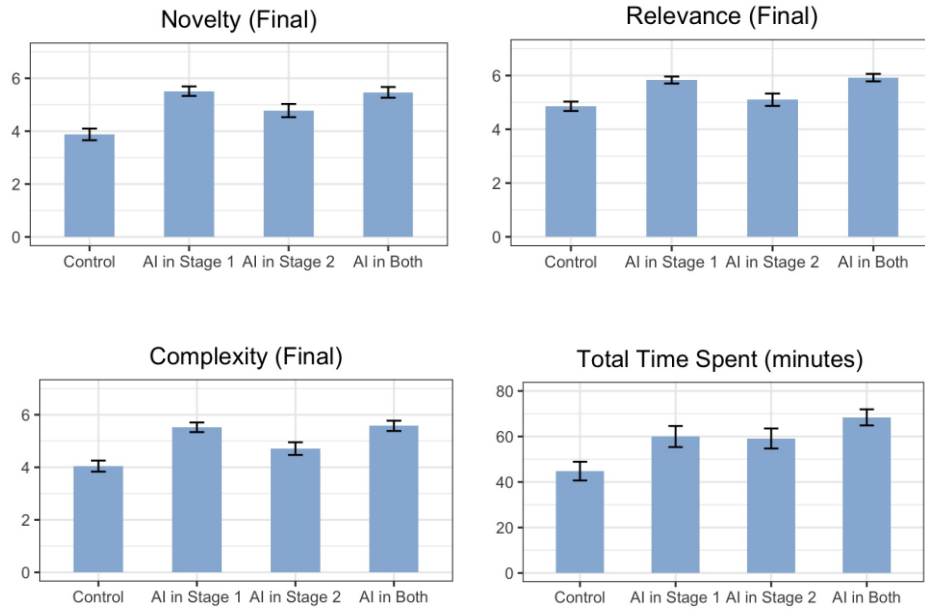 Novelty (Final)
6
4
2
0
Control AI in Stage 1 AI in Stage 2 AI in Both
Relevance (Final)
6
4
2
0
Control AI in Stage 1 AI in Stage 2 AI in Both
Complexity (Final)
6
4
2
0
Control AI in Stage 1 AI in Stage 2 AI in Both
Total Time Spent (minutes)
80
60
40
20
0
Control AI in Stage 1 AI in Stage 2 AI in Both